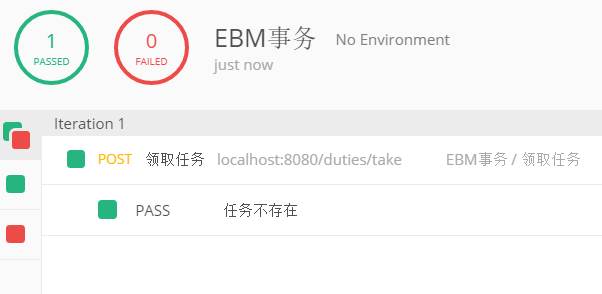 1
PASSED
0
FAILED
EBM事务 No Environment
just now
Iteration 1
POST 领取任务 localhost:8080/duties/take EBM事务 / 领取任务
PASS 任务不存在